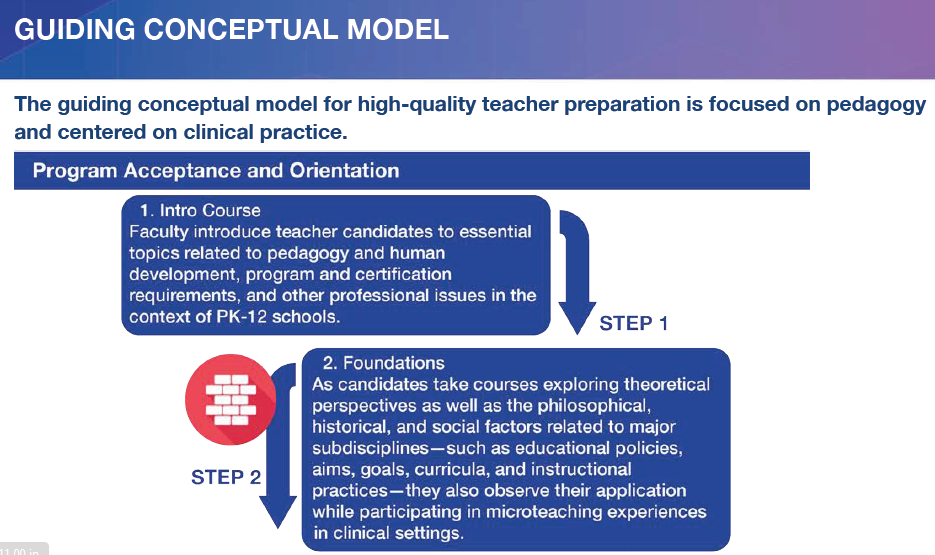 GUIDING CONCEPTUAL MODEL
The guiding conceptual model for high-quality teacher preparation is focused on pedagogy
and centered on clinical practice.
Program Acceptance and Orientation
1. Intro Course
Faculty introduce teacher candidates to essential
topics related to pedagogy and human
development, program and certification
requirements, and other professional issues in the
context of PK-12 schools.
STEP 1
2. Foundations
As candidates take courses exploring theoretical
perspectives as well as the philosophical,
historical, and social factors related to major
subdisciplines—such as educational policies,
aims, goals, curricula, and instructional
practices—they also observe their application
while participating in microteaching experiences
in clinical settings.
STEP 2
11.00 in